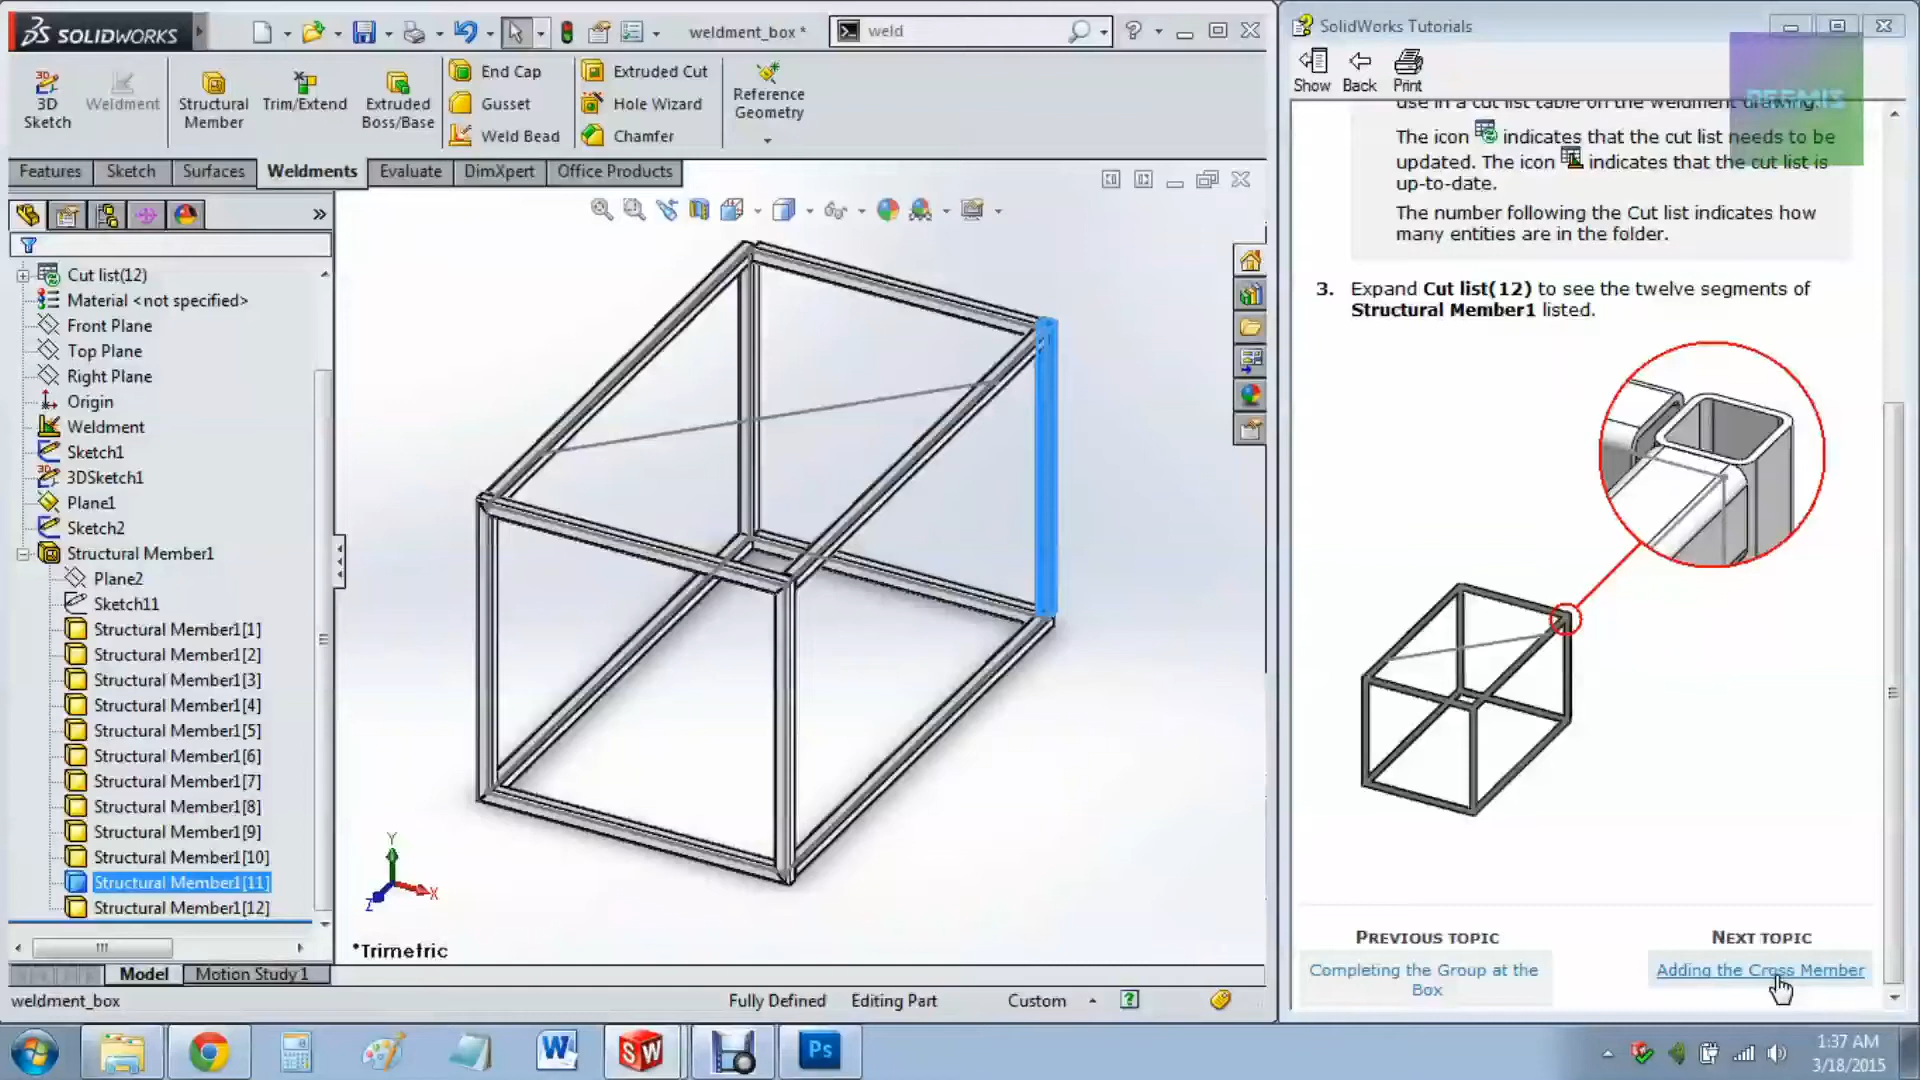 SOLIDWORKS
weldment_box *
weld
SolidWorks Tutorials
Show
Back
Print
3D Sketch
Weldment
Structural Member
Trim/Extend
Extruded Boss/Base
End Cap
Gusset
Weld Bead
Extruded Cut
Hole Wizard
Chamfer
Reference Geometry
Features
Sketch
Surfaces
Weldments
Evaluate
DimXpert
Office Products
Cut list(12)
Material <not specified>
Front Plane
Top Plane
Right Plane
Origin
Weldment
Sketch1
3DSketch1
Plane1
Sketch2
Structural Member1
Plane2
Sketch11
Structural Member1[1]
Structural Member1[2]
Structural Member1[3]
Structural Member1[4]
Structural Member1[5]
Structural Member1[6]
Structural Member1[7]
Structural Member1[8]
Structural Member1[9]
Structural Member1[10]
Structural Member1[11]
Structural Member1[12]
Y
X
Z
*Trimetric
Model
Motion Study 1
weldment_box
Fully Defined
Editing Part
Custom
use in a cut list table on the weldment drawing.
The icon indicates that the cut list needs to be
updated. The icon indicates that the cut list is
up-to-date.
The number following the Cut list indicates how
many entities are in the folder.
3. Expand Cut list(12) to see the twelve segments of
Structural Member1 listed.
PREVIOUS TOPIC
Completing the Group at the
Box
NEXT TOPIC
Adding the Cross Member
1:37 AM
3/18/2015